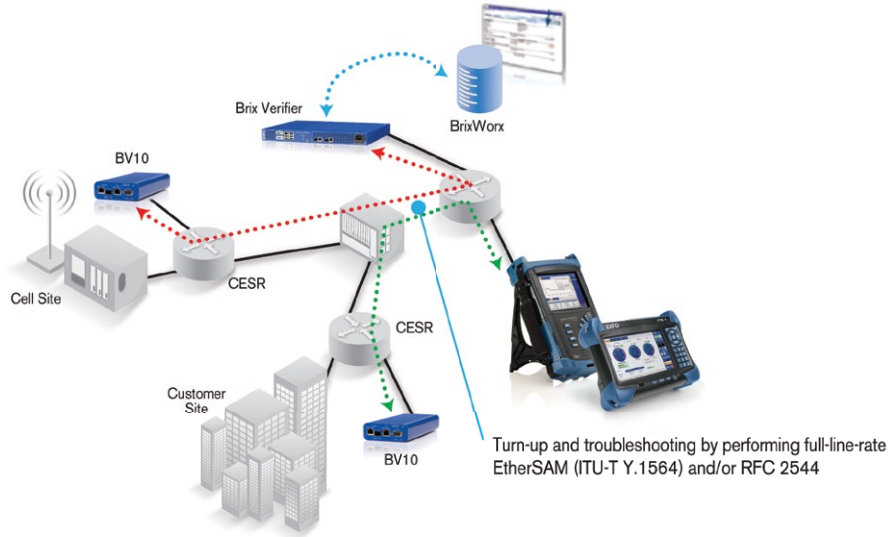 Brix Verifier
BrixWorx
BV10
Cell Site
CESR
CESR
Customer
Site
BV10
EXFO
Turn-up and troubleshooting by performing full-line-rate
EtherSAM (ITU-T Y.1564) and/or RFC 2544